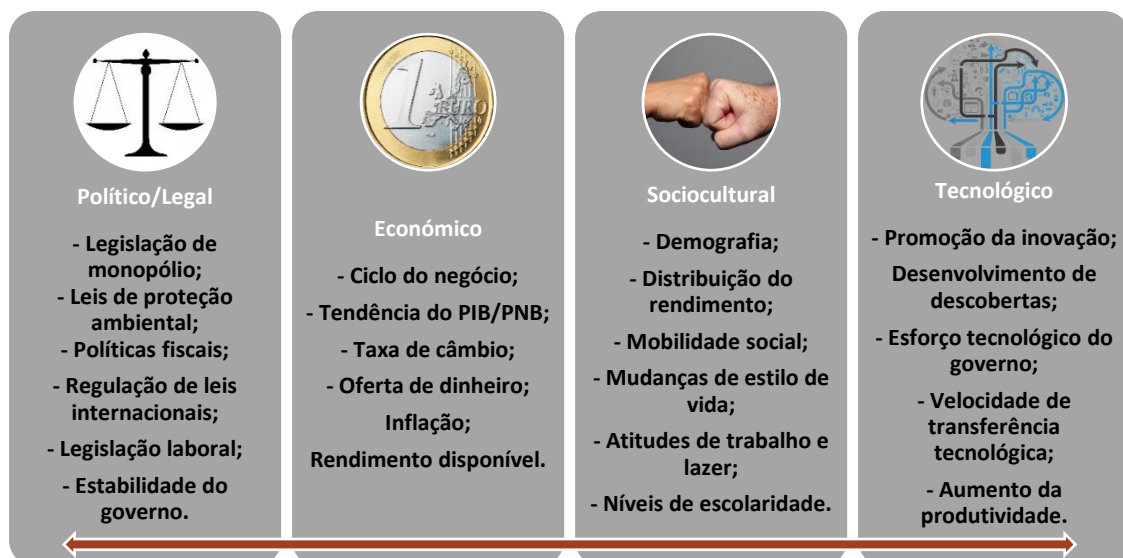 Político/Legal
- Legislação de
monopólio;
- Leis de proteção
ambiental;
- Políticas fiscais;
- Regulação de leis
internacionais;
- Legislação laboral;
- Estabilidade do
governo.
1
EURO
Económico
- Ciclo do negócio;
- Tendência do PIB/PNB;
- Taxa de câmbio;
- Oferta de dinheiro;
Inflação;
Rendimento disponível.
Sociocultural
- Demografia;
- Distribuição do
rendimento;
- Mobilidade social;
- Mudanças de estilo de
vida;
- Atitudes de trabalho e
lazer;
- Níveis de escolaridade.
Tecnológico
- Promoção da inovação;
Desenvolvimento de
descobertas;
- Esforço tecnológico do
governo;
- Velocidade de
transferência
tecnológica;
- Aumento da
produtividade.